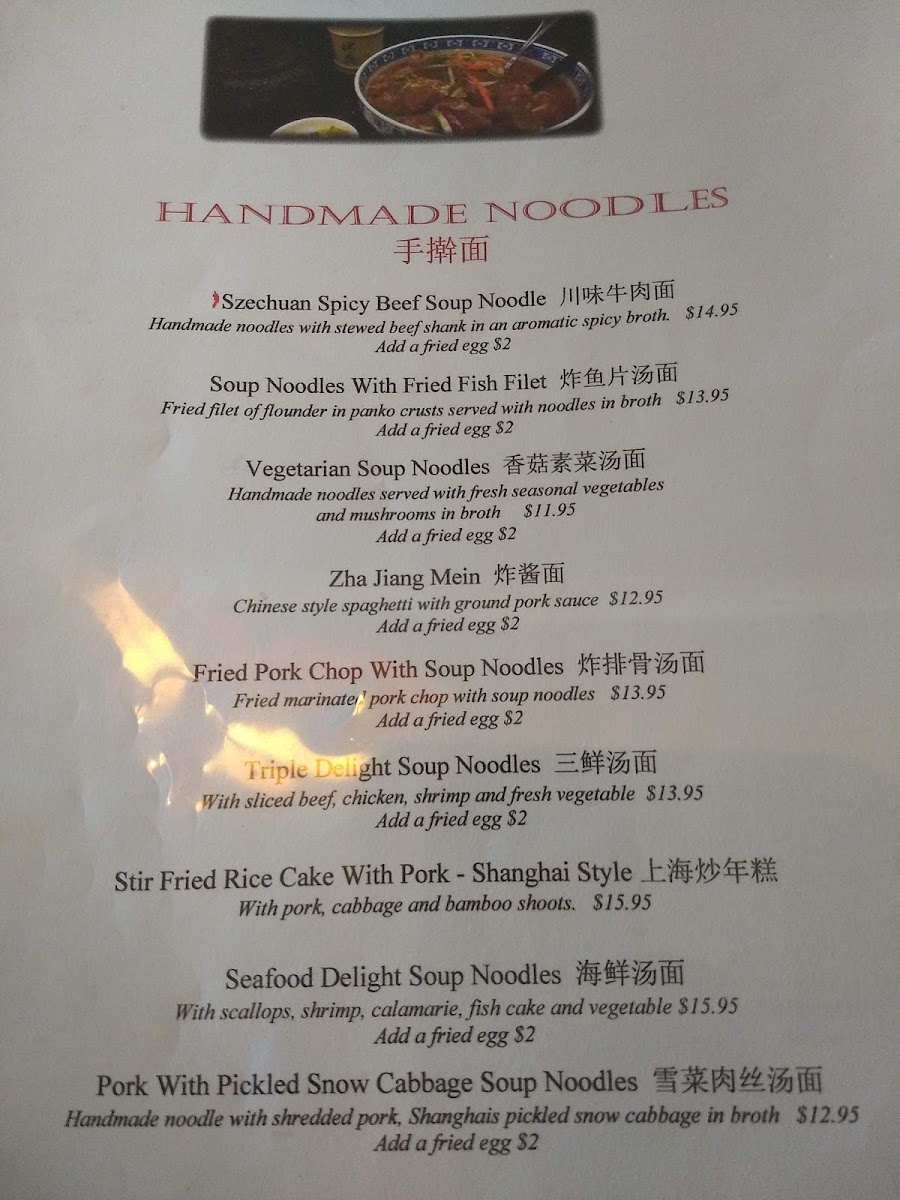 HANDMADE NOODLES
手擀面
Szechuan Spicy Beef Soup Noodle 川味牛肉面
Handmade noodles with stewed beef shank in an aromatic spicy broth. $14.95
Add a fried egg $2
Soup Noodles With Fried Fish Filet 炸鱼片汤面
Fried filet of flounder in panko crusts served with noodles in broth $13.95
Add a fried egg $2
Vegetarian Soup Noodles 香菇素菜汤面
Handmade noodles served with fresh seasonal vegetables
and mushrooms in broth $11.95
Add a fried egg $2
Zha Jiang Mein 炸酱面
Chinese style spaghetti with ground pork sauce $12.95
Add a fried egg $2
Fried Pork Chop With Soup Noodles 炸排骨汤面
Fried marinated pork chop with soup noodles $13.95
Add a fried egg $2
Triple Delight Soup Noodles 三鲜汤面
With sliced beef, chicken, shrimp and fresh vegetable $13.95
Add a fried egg $2
Stir Fried Rice Cake With Pork - Shanghai Style 上海炒年糕
With pork, cabbage and bamboo shoots. $15.95
Seafood Delight Soup Noodles 海鲜汤面
With scallops, shrimp, calamarie, fish cake and vegetable $15.95
Add a fried egg $2
Pork With Pickled Snow Cabbage Soup Noodles 雪菜肉丝汤面
Handmade noodle with shredded pork, Shanghais pickled snow cabbage in broth $12.95
Add a fried egg $2